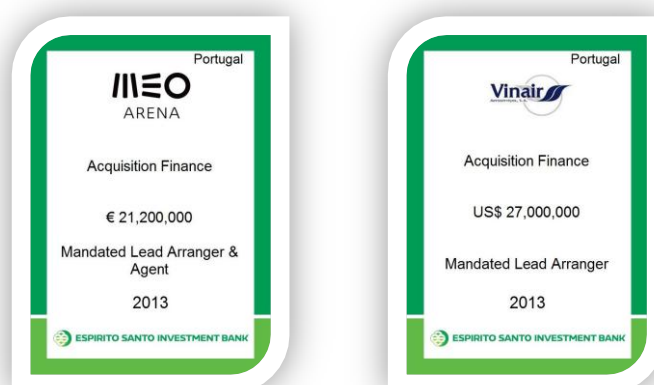 Portugal
MEO
ARENA
Acquisition Finance
€ 21,200,000
Mandated Lead Arranger &
Agent
2013
ESPIRITO SANTO INVESTMENT BANK
Portugal
Vinair
Acquisition Finance
US$ 27,000,000
Mandated Lead Arranger
2013
ESPIRITO SANTO INVESTMENT BANK